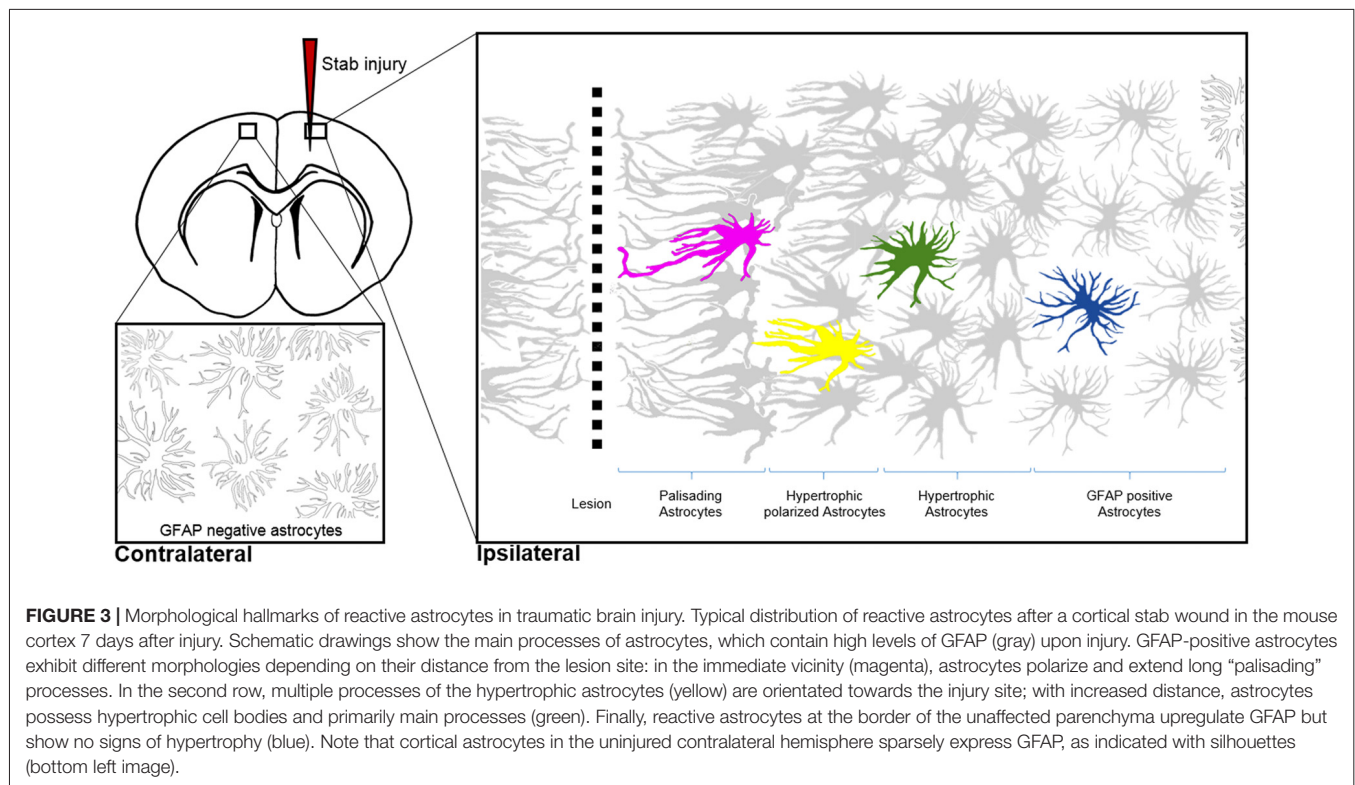 Stab injury
GFAP negative astrocytes
Contralateral
Lesion
Palisading
Astrocytes
Hypertrophic
polarized Astrocytes
Hypertrophic
Astrocytes
GFAP positive
Astrocytes
Ipsilateral
FIGURE 3 | Morphological hallmarks of reactive astrocytes in traumatic brain injury. Typical distribution of reactive astrocytes after a cortical stab wound in the mouse
cortex 7 days after injury. Schematic drawings show the main processes of astrocytes, which contain high levels of GFAP (gray) upon injury. GFAP-positive astrocytes
exhibit different morphologies depending on their distance from the lesion site: in the immediate vicinity (magenta), astrocytes polarize and extend long “palisading”
processes. In the second row, multiple processes of the hypertrophic astrocytes (yellow) are orientated towards the injury site; with increased distance, astrocytes
possess hypertrophic cell bodies and primarily main processes (green). Finally, reactive astrocytes at the border of the unaffected parenchyma upregulate GFAP but
show no signs of hypertrophy (blue). Note that cortical astrocytes in the uninjured contralateral hemisphere sparsely express GFAP, as indicated with silhouettes
(bottom left image).